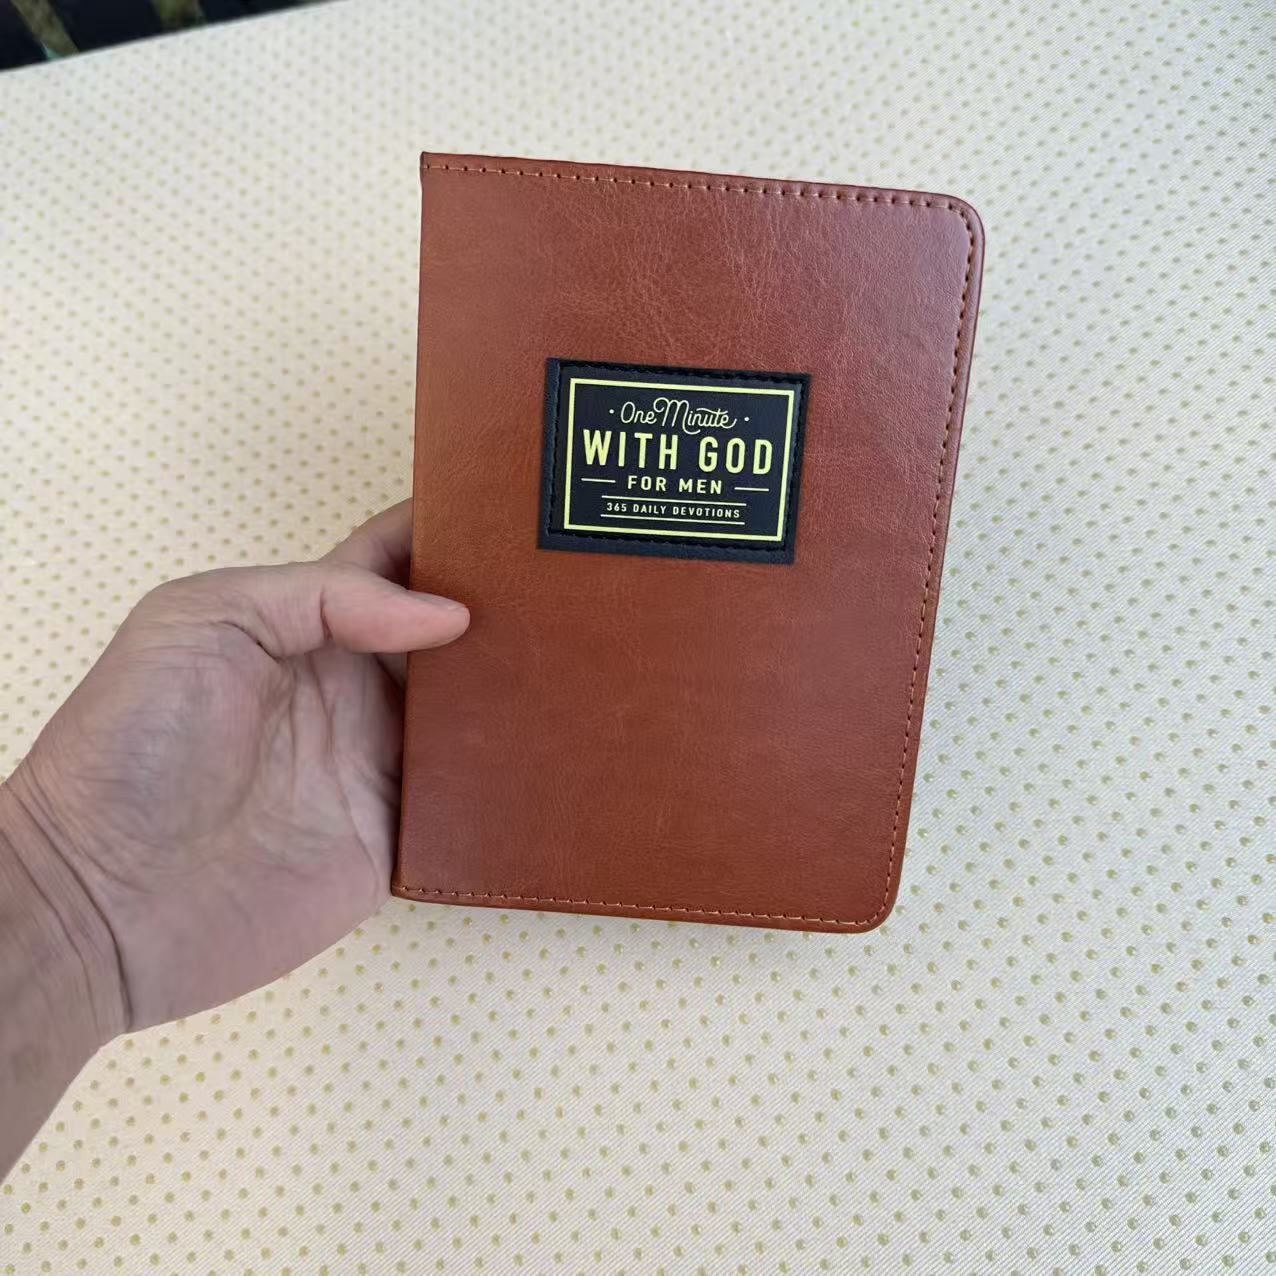 One Minute
WITH GOD
FOR MEN
365 DAILY DEVOTIONS